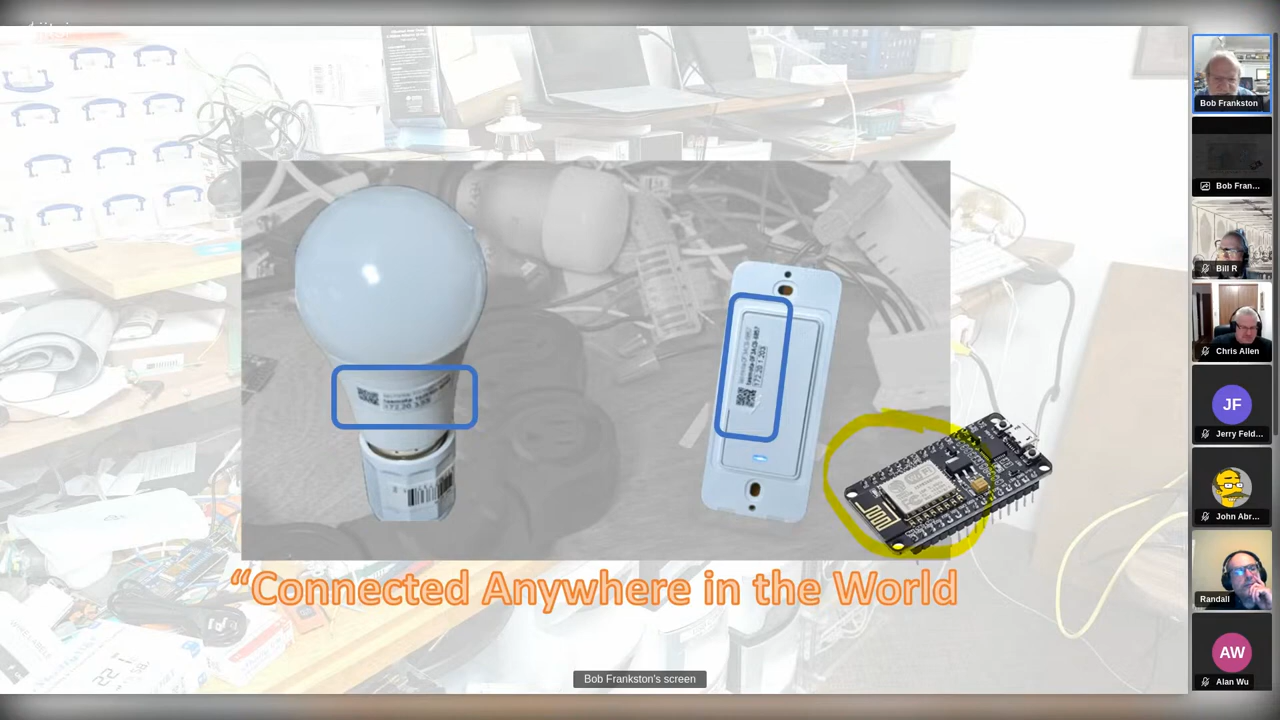 “Connected Anywhere in the World
Bob Frankston's screen
Bob Frankston
Bob Fran...
Bill R
Chris Allen
JF
Jerry Feld...
John Abr...
Randall
AW
Alan Wu